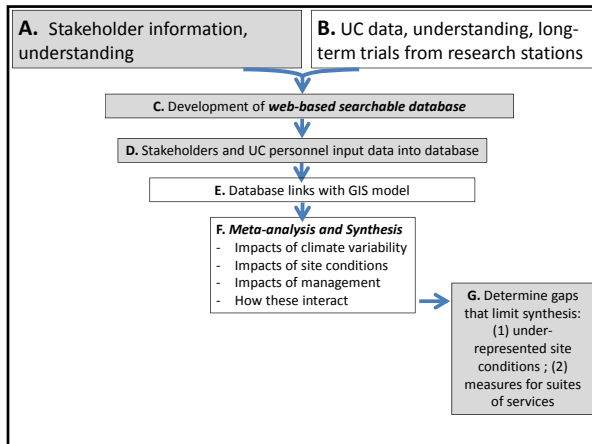 A. Stakeholder information,
understanding
B. UC data, understanding, long-
term trials from research stations
C. Development of web-based searchable database
D. Stakeholders and UC personnel input data into database
E. Database links with GIS model
F. Meta-analysis and Synthesis
- Impacts of climate variability
- Impacts of site conditions
- Impacts of management
- How these interact
G. Determine gaps
that limit synthesis:
(1) under-
represented site
conditions ; (2)
measures for suites
of services